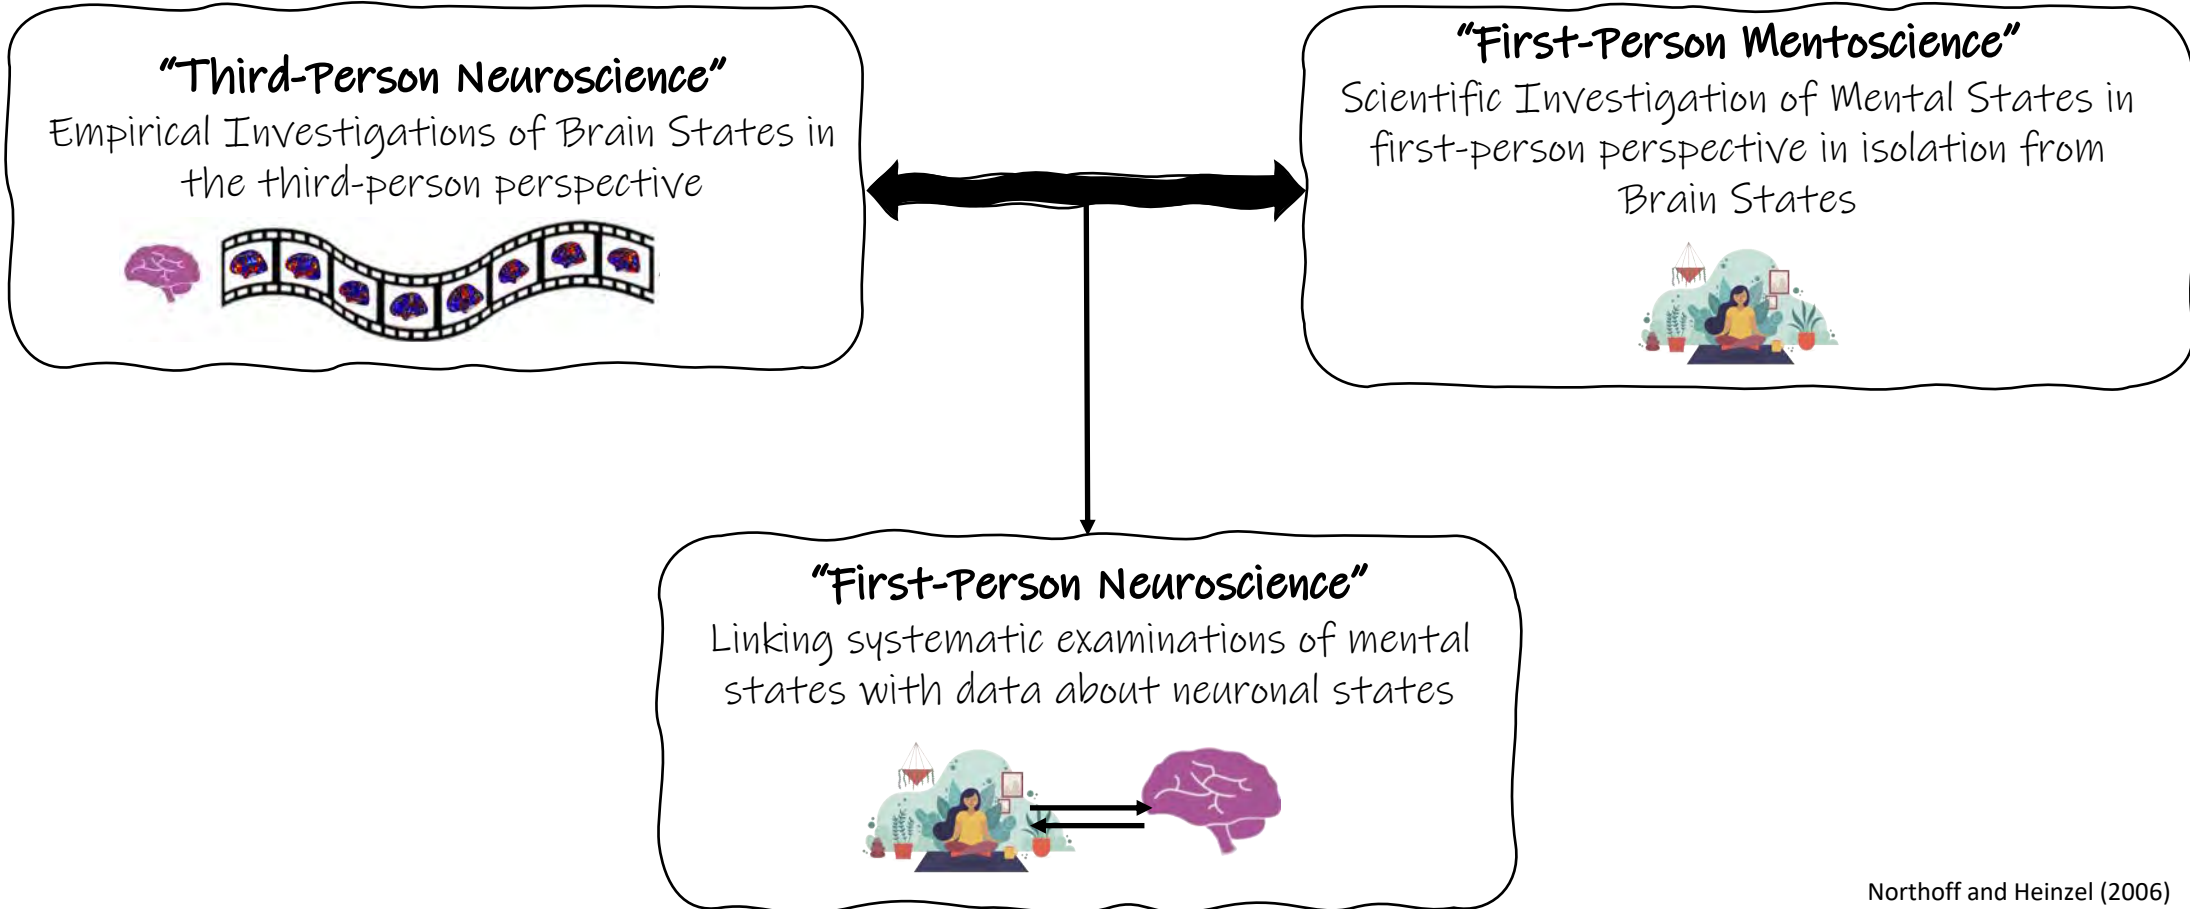 “Third-Person Neuroscience”
Empirical Investigations of Brain States in
the third-person perspective
“First-Person Mentoscience”
Scientific Investigation of Mental States in
first-person perspective in isolation from
Brain States
“First-Person Neuroscience”
Linking systematic examinations of mental
states with data about neuronal states
Northoff and Heinzel (2006)